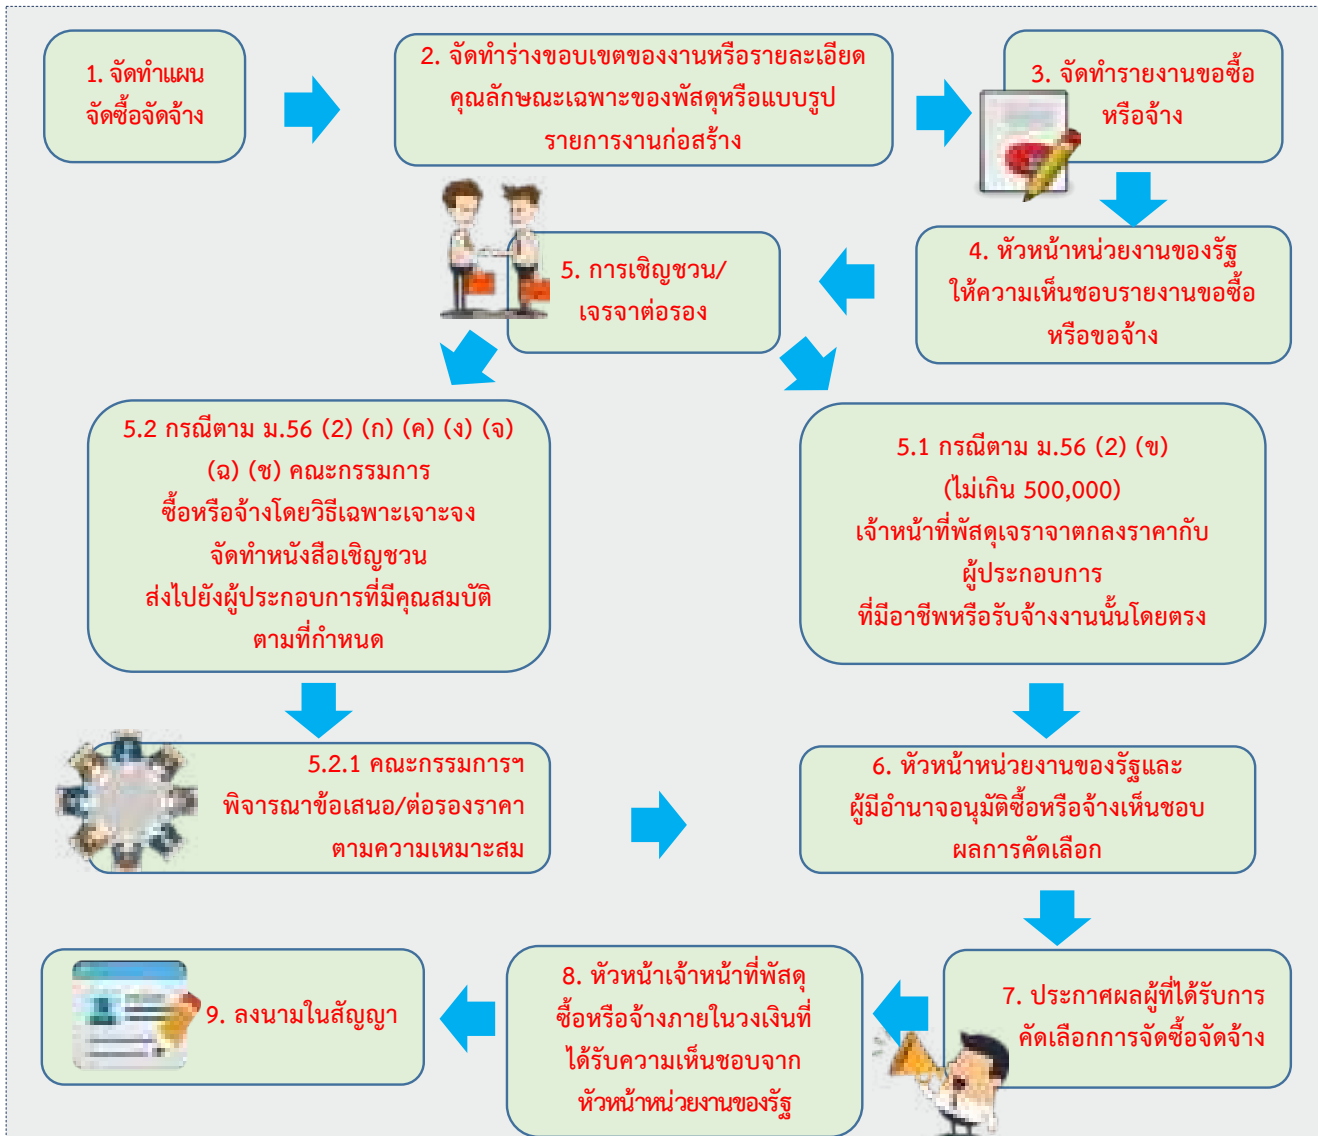 1. จัดทำแผน
จัดซื้อจัดจ้าง
2. จัดทำร่างขอบเขตของงานหรือรายละเอียด
คุณลักษณะเฉพาะของพัสดุหรือแบบรูป
รายการงานก่อสร้าง
3. จัดทำรายงานขอซื้อ
หรือจ้าง
4. หัวหน้าหน่วยงานของรัฐ
ให้ความเห็นชอบรายงานขอซื้อ
หรือขอจ้าง
5. การเชิญชวน/
เจรจาต่อรอง
5.2 กรณีตาม ม.56 (2) (ก) (ค) (ง) (จ)
(ฉ) (ช) คณะกรรมการ
ซื้อหรือจ้างโดยวิธีเฉพาะเจาะจง
จัดทำหนังสือเชิญชวน
ส่งไปยังผู้ประกอบการที่มีคุณสมบัติ
ตามที่กำหนด
5.1 กรณีตาม ม.56 (2) (ข)
(ไม่เกิน 500,000)
เจ้าหน้าที่พัสดุเจราจาตกลงราคากับ
ผู้ประกอบการ
ที่มีอาชีพหรือรับจ้างงานนั้นโดยตรง
5.2.1 คณะกรรมการฯ
พิจารณาข้อเสนอ/ต่อรองราคา
ตามความเหมาะสม
6. หัวหน้าหน่วยงานของรัฐและ
ผู้มีอำนาจอนุมัติซื้อหรือจ้างเห็นชอบ
ผลการคัดเลือก
7. ประกาศผลผู้ที่ได้รับการ
คัดเลือกการจัดซื้อจัดจ้าง
8. หัวหน้าเจ้าหน้าที่พัสดุ
ซื้อหรือจ้างภายในวงเงินที่
ได้รับความเห็นชอบจาก
หัวหน้าหน่วยงานของรัฐ
9. ลงนามในสัญญา